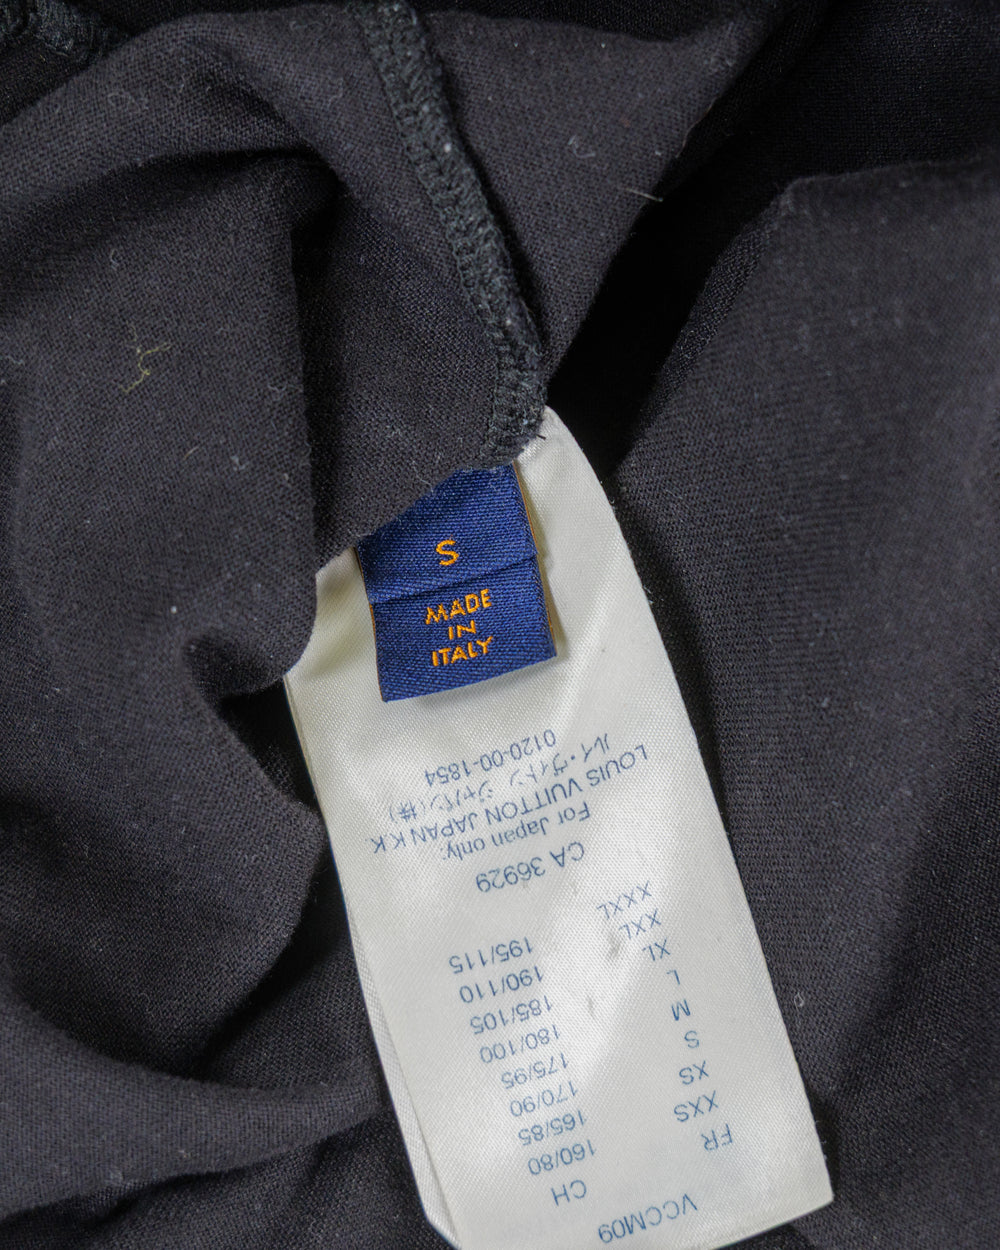 S
MADE
IN
ITALY
VCCM09
FR CH
XXS 160/80
XS 165/85
S 170/90
M 175/95
L 180/100
XL 185/105
XXL 190/110
XXXL 195/115
CA 36929
For Japan only:
LOUIS VUITTON JAPAN K.K
ルイ・ヴィトン ジャパン(株)
0120-00-1854